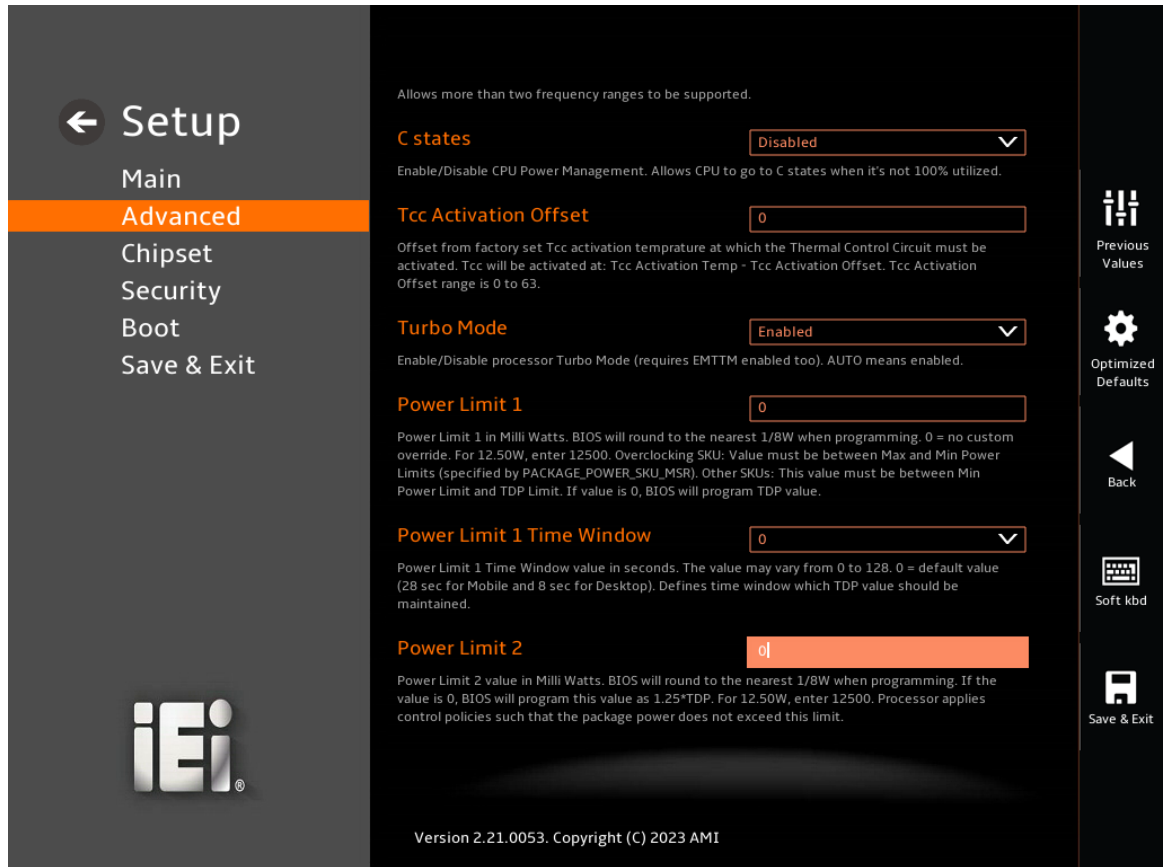 Setup
Main
Advanced
Chipset
Security
Boot
Save & Exit
iEi
®
Allows more than two frequency ranges to be supported.
C states
Disabled
Enable/Disable CPU Power Management. Allows CPU to go to C states when it's not 100% utilized.
Tcc Activation Offset
0
Offset from factory set Tcc activation temprature at which the Thermal Control Circuit must be
activated. Tcc will be activated at: Tcc Activation Temp - Tcc Activation Offset. Tcc Activation
Offset range is 0 to 63.
Turbo Mode
Enabled
Enable/Disable processor Turbo Mode (requires EMTTM enabled too). AUTO means enabled.
Power Limit 1
0
Power Limit 1 in Milli Watts. BIOS will round to the nearest 1/8W when programming. 0 = no custom
override. For 12.50W, enter 12500. Overclocking SKU: Value must be between Max and Min Power
Limits (specified by PACKAGE_POWER_SKU_MSR). Other SKUs: This value must be between Min
Power Limit and TDP Limit. If value is 0, BIOS will program TDP value.
Power Limit 1 Time Window
0
Power Limit 1 Time Window value in seconds. The value may vary from 0 to 128. 0 = default value
(28 sec for Mobile and 8 sec for Desktop). Defines time window which TDP value should be
maintained.
Power Limit 2
0
Power Limit 2 value in Milli Watts. BIOS will round to the nearest 1/8W when programming. If the
value is 0, BIOS will program this value as 1.25*TDP. For 12.50W, enter 12500. Processor applies
control policies such that the package power does not exceed this limit.
Version 2.21.0053. Copyright (C) 2023 AMI
Previous
Values
Optimized
Defaults
Back
Soft kbd
Save & Exit